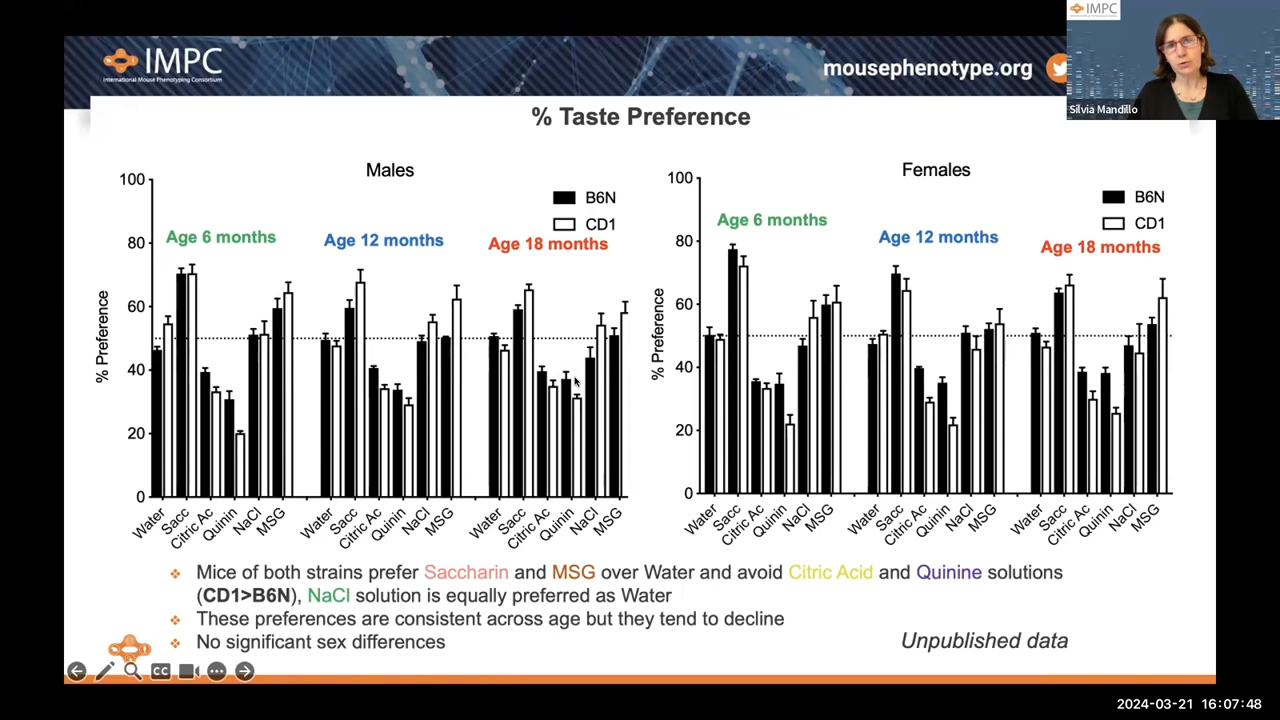 IMPC
International Mouse Phenotyping Consortium
mousephenotype.org
IMPC
Silvia Mandillo
% Taste Preference
Males
B6N
CD1
Age 6 months
Age 12 months
Age 18 months
% Preference
100
80
60
40
20
0
Water
Sacc
Citric Ac
Quinin
NaCl
MSG
Water
Sacc
Citric Ac
Quinin
NaCl
MSG
Water
Sacc
Citric Ac
Quinin
NaCl
MSG
Females
B6N
CD1
Age 6 months
Age 12 months
Age 18 months
% Preference
100
80
60
40
20
0
Water
Sacc
Citric Ac
Quinin
NaCl
MSG
Water
Sacc
Citric Ac
Quinin
NaCl
MSG
Water
Sacc
Citric Ac
Quinin
NaCl
MSG
Mice of both strains prefer Saccharin and MSG over Water and avoid Citric Acid and Quinine solutions
(CD1>B6N), NaCl solution is equally preferred as Water
These preferences are consistent across age but they tend to decline
No significant sex differences
Unpublished data
CC
2024-03-21 16:07:48